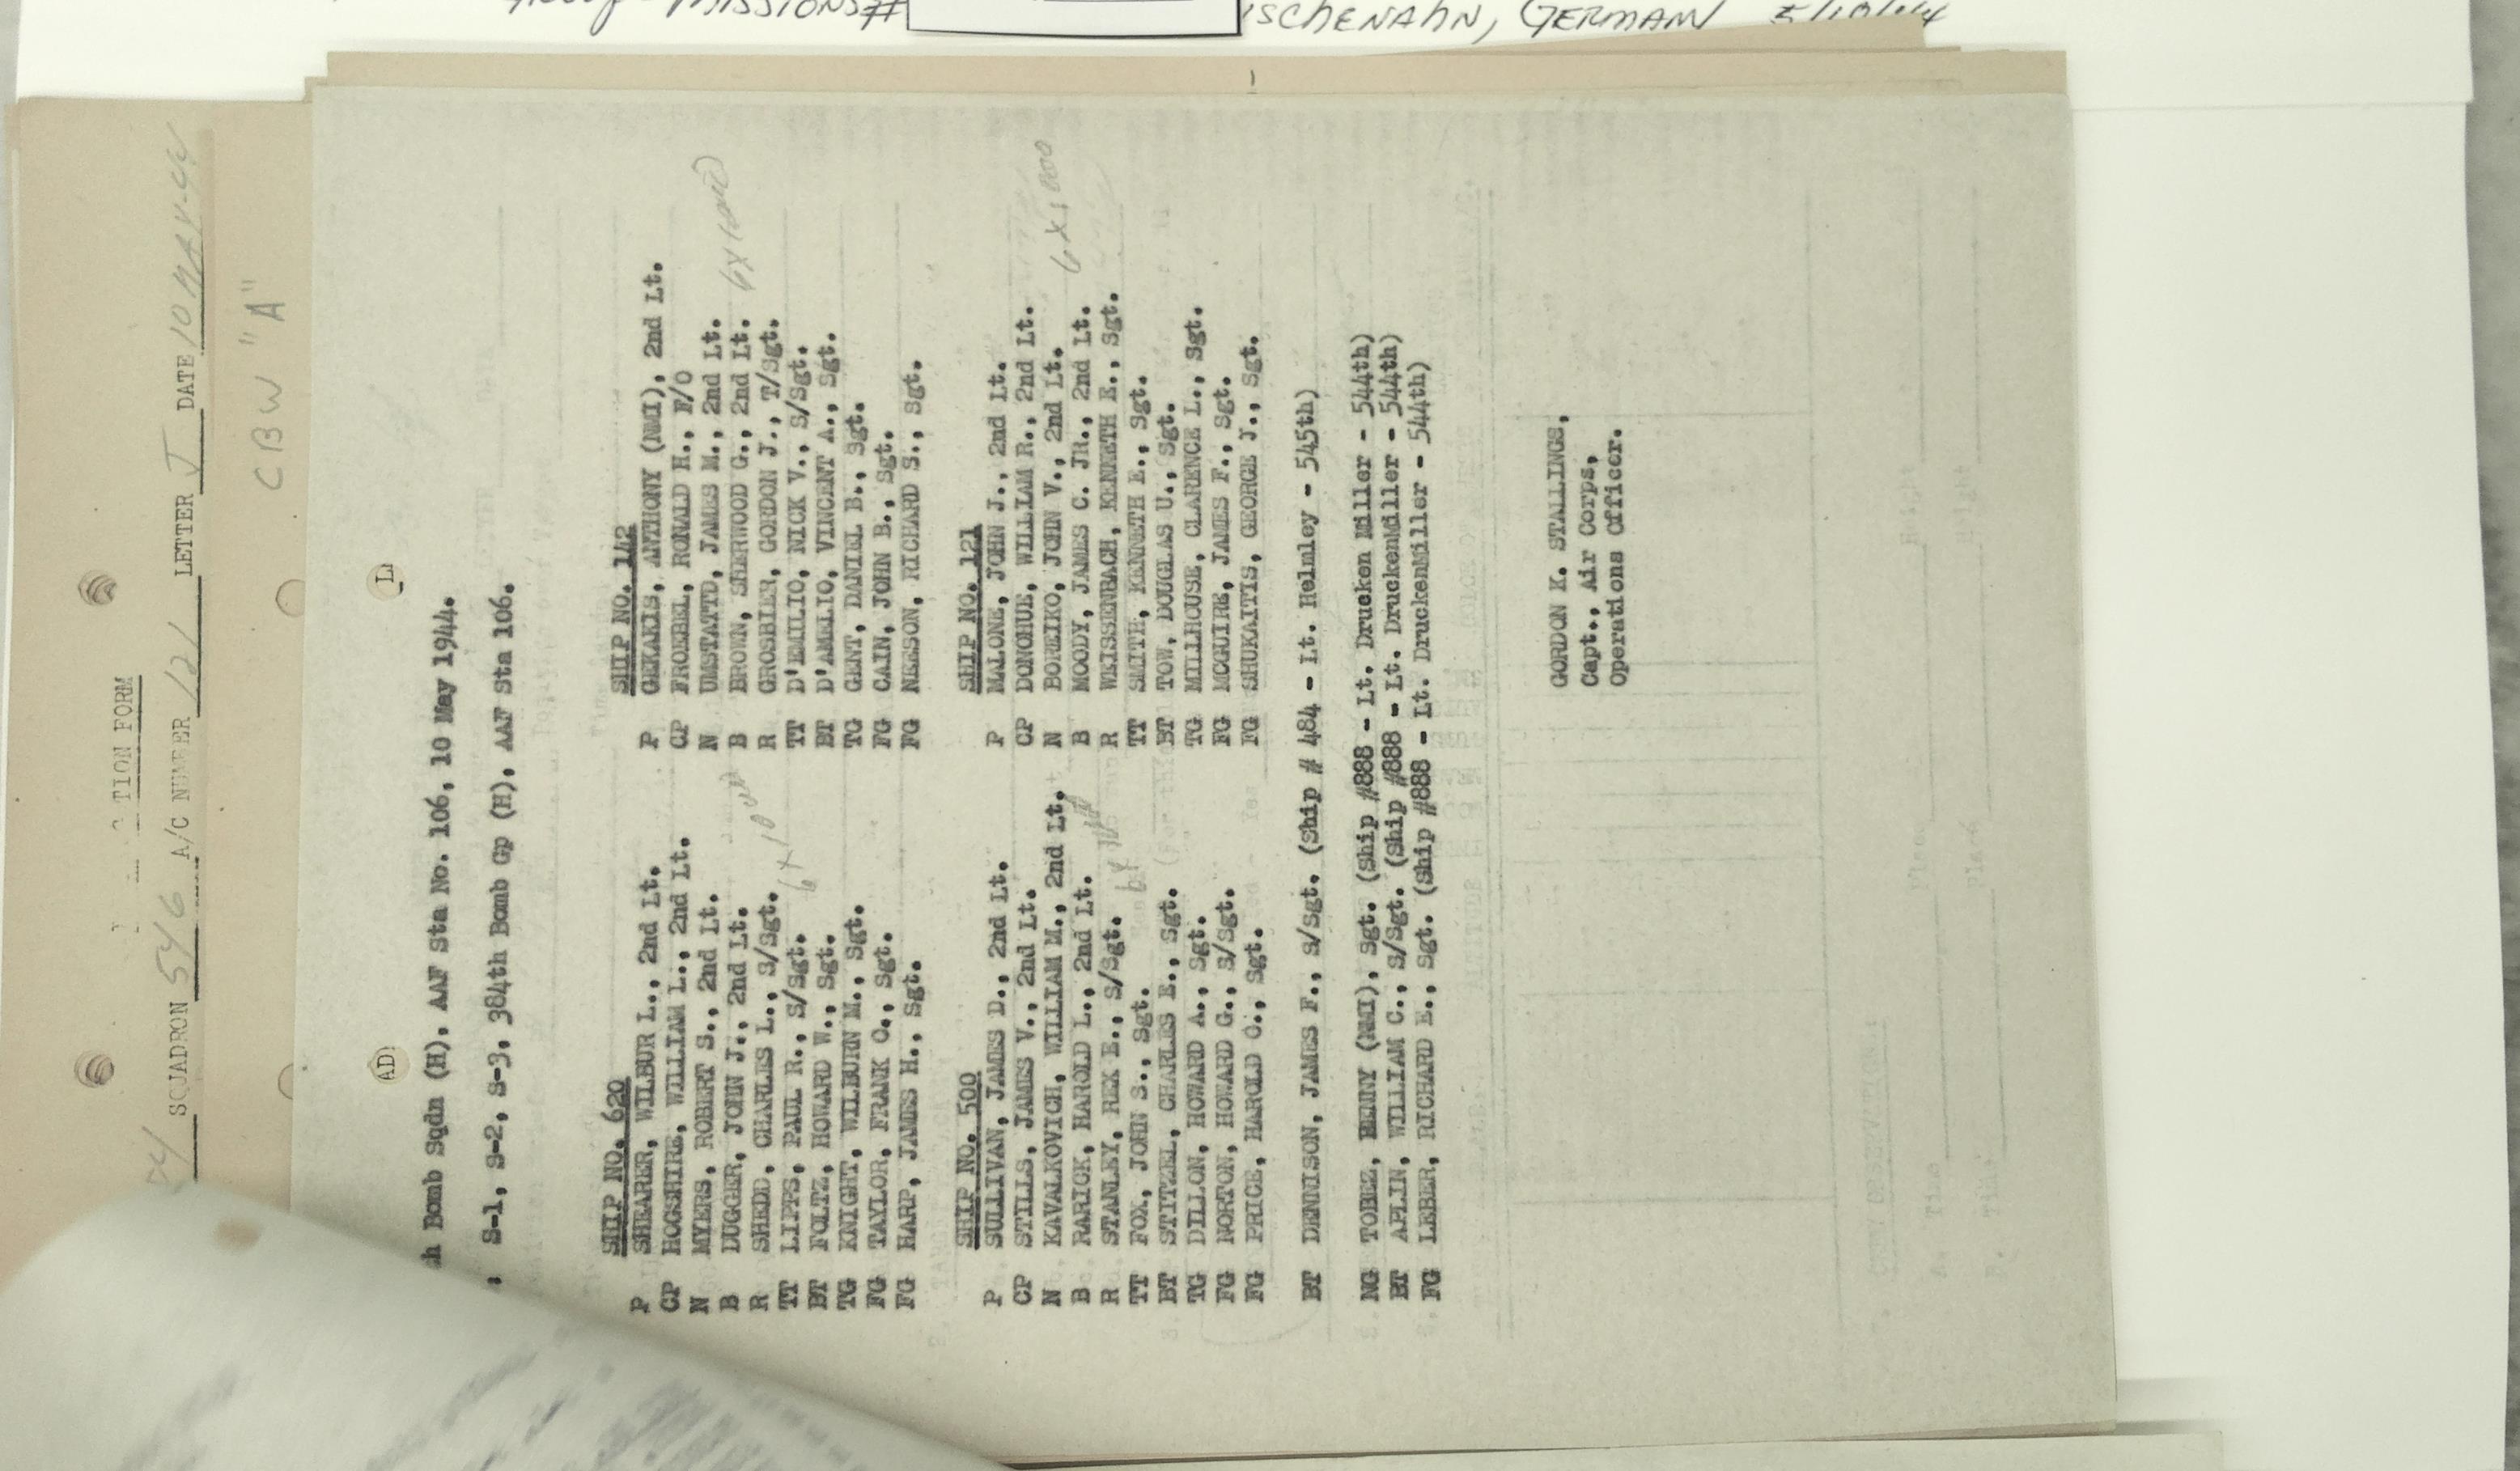 MISSIONS#
GERMANY 5/10/44
TION FORM
SQUADRON 546 A/C NUMBER 121 LETTER J DATE 10 MAY-44
CBW "A"
AD
L
h Bomb Sqdn (H), AAF Sta No. 106, 10 May 1944.
: S-1, S-2, S-3, 384th Bomb Gp (H), AAF Sta 106.
SHIP NO. 620
P SHEARER, WILBUR L., 2nd Lt.
CP HOGSHIRE, WILLIAM L., 2nd Lt.
N MYERS, ROBERT S., 2nd Lt.
B DUGGER, JOHN J., 2nd Lt.
R SHEDD, CHARLES L., S/Sgt.
TT LIPPS, PAUL R., S/Sgt.
BT FOLTZ, HOWARD W., Sgt.
TG KNIGHT, WILBURN M., Sgt.
FG TAYLOR, FRANK O., Sgt.
FG HARP, JAMES H., Sgt.
SHIP NO. 142
P GEKAKIS, ANTHONY (NMI), 2nd Lt.
CP FROEBEL, RONALD H., F/O
N UMSTATTD, JAMES M., 2nd Lt.
B BROWN, SHERWOOD G., 2nd Lt.
R GROSBIER, GORDON J., T/Sgt.
TT D'EMILIO, NICK V., S/Sgt.
BT D'AMELIO, VINCENT A., Sgt.
TG GENT, DANIEL B., Sgt.
FG CAIN, JOHN B., Sgt.
FG NEESON, RICHARD S., Sgt.
6X1000
SHIP NO. 500
P SULLIVAN, JAMES D., 2nd Lt.
CP STILLS, JAMES V., 2nd Lt.
N KAVALKOVICH, WILLIAM M., 2nd Lt.
B RARICK, HAROLD L., 2nd Lt.
R STANLEY, REX E., S/Sgt.
TT FOX, JOHN S., Sgt.
BT STITZEL, CHARLES E., Sgt.
TG DILLON, HOWARD A., Sgt.
FG NORTON, HOWARD G., S/Sgt.
FG PRICE, HAROLD O., Sgt.
SHIP NO. 121
P MALONE, JOHN J., 2nd Lt.
CP DONOHUE, WILLIAM R., 2nd Lt.
N BOREIKO, JOHN V., 2nd Lt.
B MOODY, JAMES C. JR., 2nd Lt.
R WEISSENBACH, KENNETH E., Sgt.
TT SMITH, KENNETH E., Sgt.
BT TOW, DOUGLAS U., Sgt.
TG MILLHOUSE, CLARENCE L., Sgt.
FG MCGUIRE, JAMES F., Sgt.
FG SHUKAITIS, GEORGE J., Sgt.
6X1000
BT DENNISON, JAMES F., S/Sgt. (Ship # 484 - Lt. Helmley - 545th)
NG TOBEZ, BENNY (NMI), Sgt. (Ship #888 - Lt. Drucken Miller - 544th)
BT APLIN, WILLIAM C., S/Sgt. (Ship #888 - Lt. DruckenMiller - 544th)
FG LEBER, RICHARD E., Sgt. (Ship #888 - Lt. DruckenMiller - 544th)
GORDON K. STALLINGS,
Capt., Air Corps,
Operations Officer.